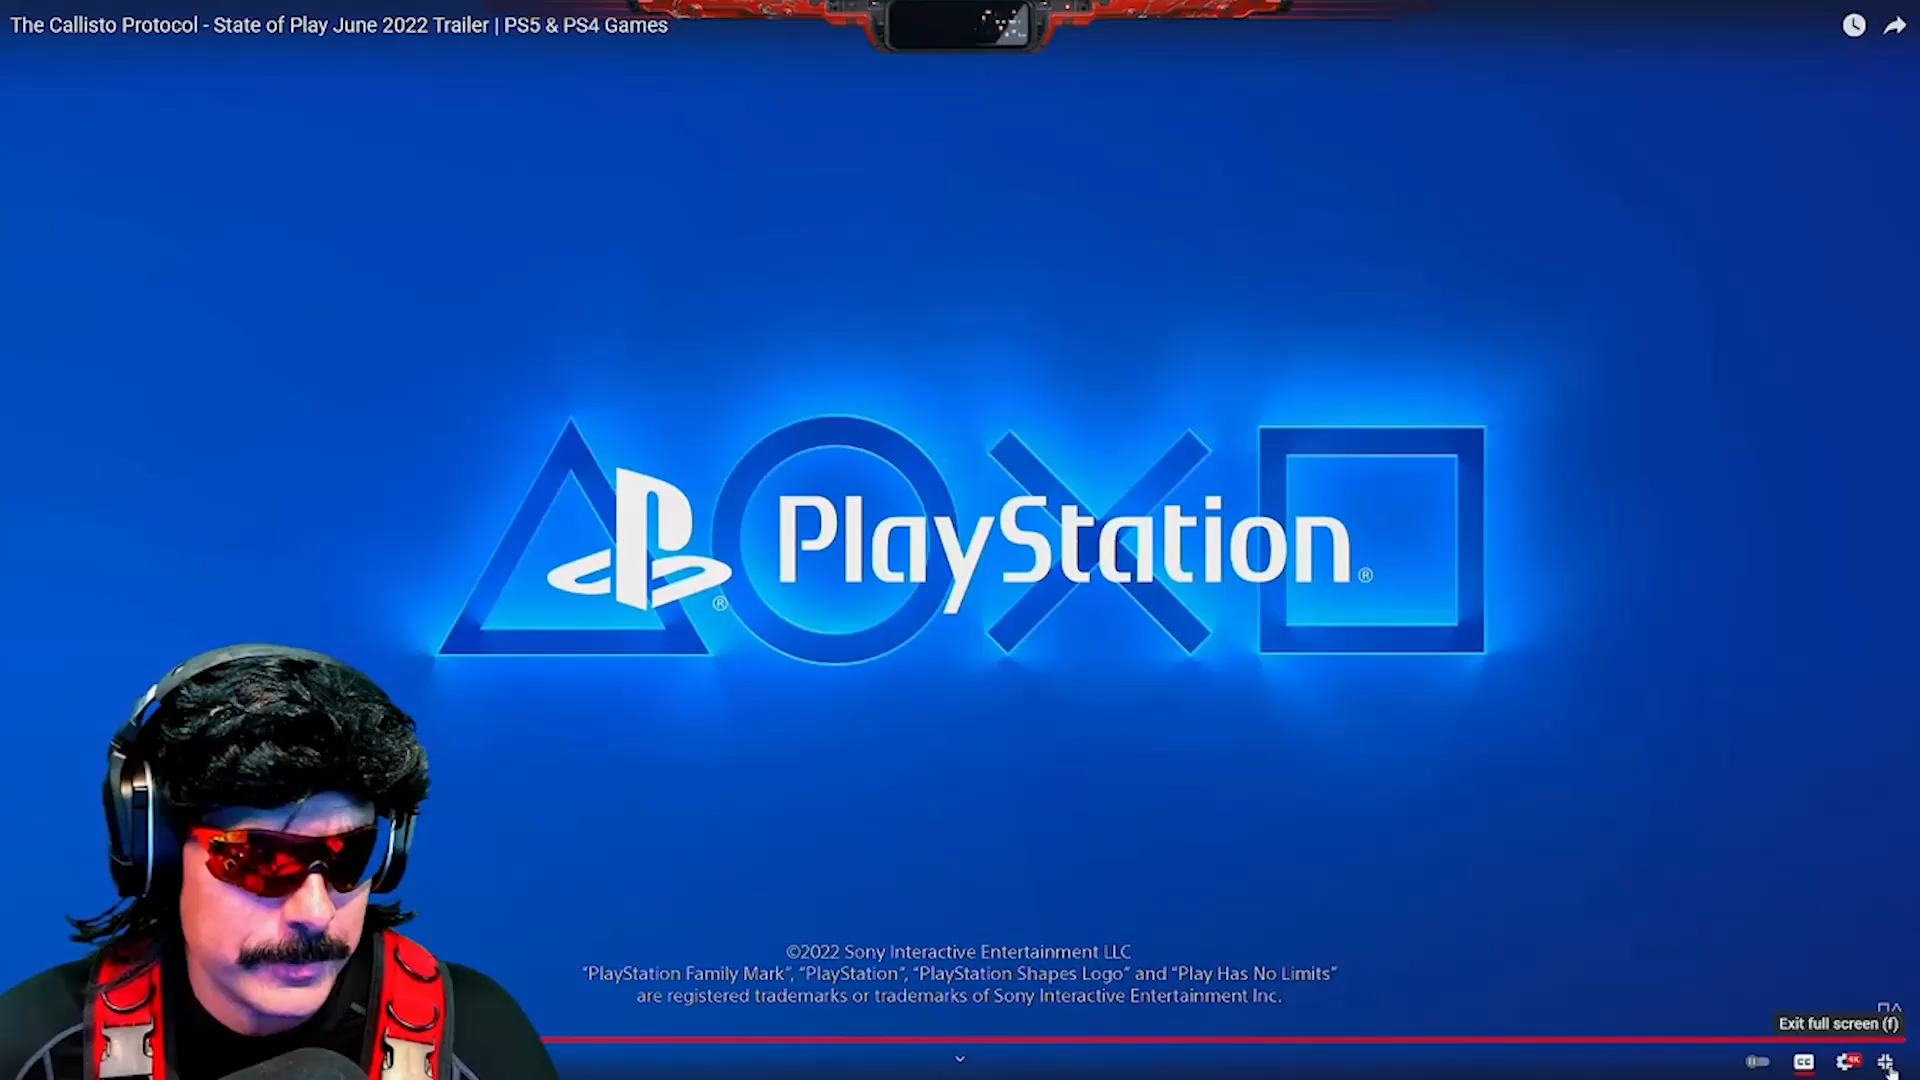 The Callisto Protocol - State of Play June 2022 Trailer | PS5 & PS4 Games
PlayStation®
®
©2022 Sony Interactive Entertainment LLC
“PlayStation Family Mark”, “PlayStation”, “PlayStation Shapes Logo” and “Play Has No Limits”
are registered trademarks or trademarks of Sony Interactive Entertainment Inc.
Exit full screen (f)
CC
4K